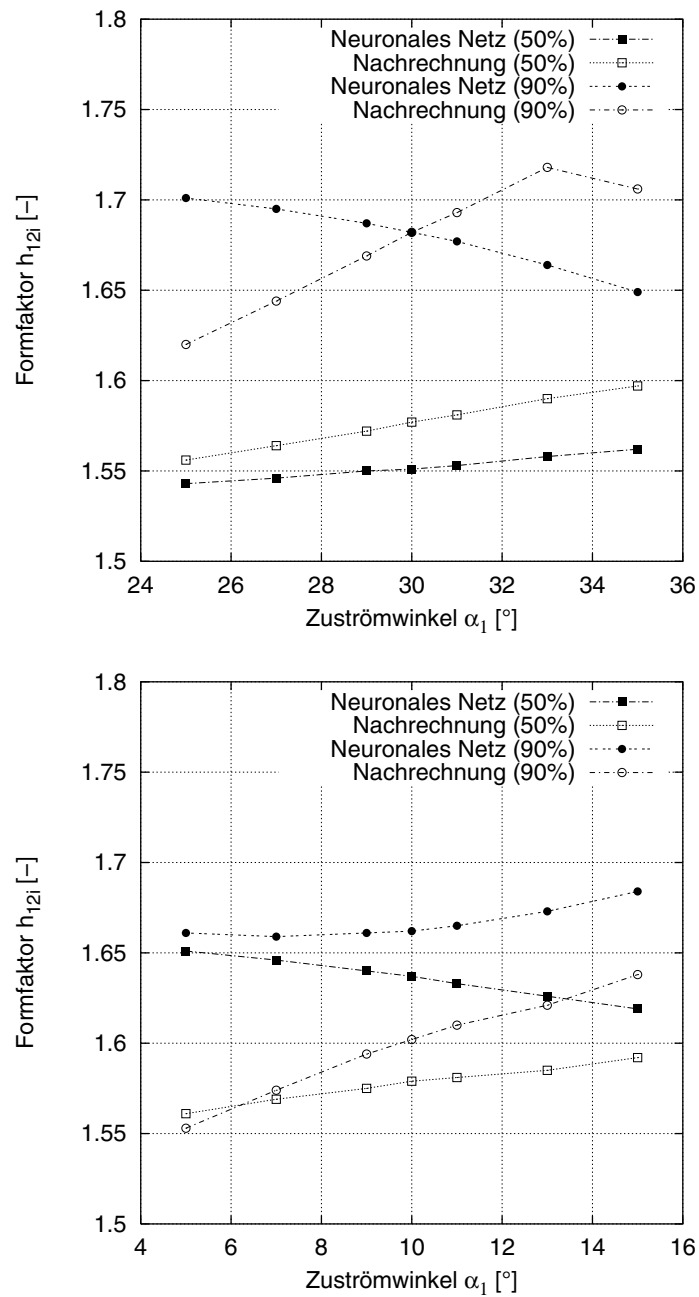 1.8
Neuronales Netz (50%)
Nachrechnung (50%)
Neuronales Netz (90%)
Nachrechnung (90%)
1.75
1.7
1.65
1.6
1.55
1.5
Formfaktor h12i [−]
24 26 28 30 32 34 36
Zuströmwinkel α1 [°]
1.8
Neuronales Netz (50%)
Nachrechnung (50%)
Neuronales Netz (90%)
Nachrechnung (90%)
1.75
1.7
1.65
1.6
1.55
1.5
Formfaktor h12i [−]
4 6 8 10 12 14 16
Zuströmwinkel α1 [°]